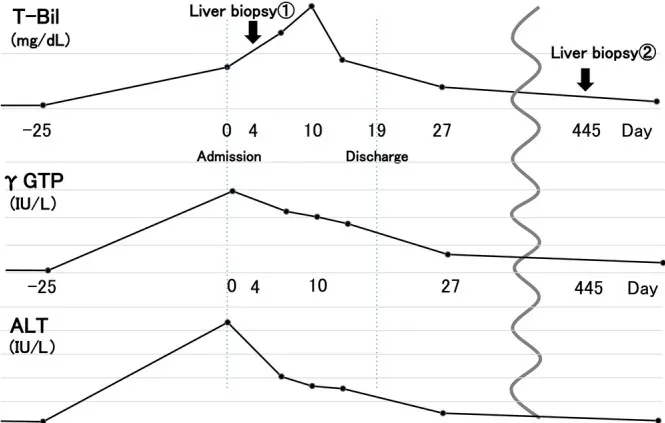 T-Bil
(mg/dL)
Liver biopsy①
Liver biopsy②
-25 0 4 10 19 27 445 Day
Admission Discharge
γ GTP
(IU/L)
-25 0 4 10 27 445 Day
ALT
(IU/L)